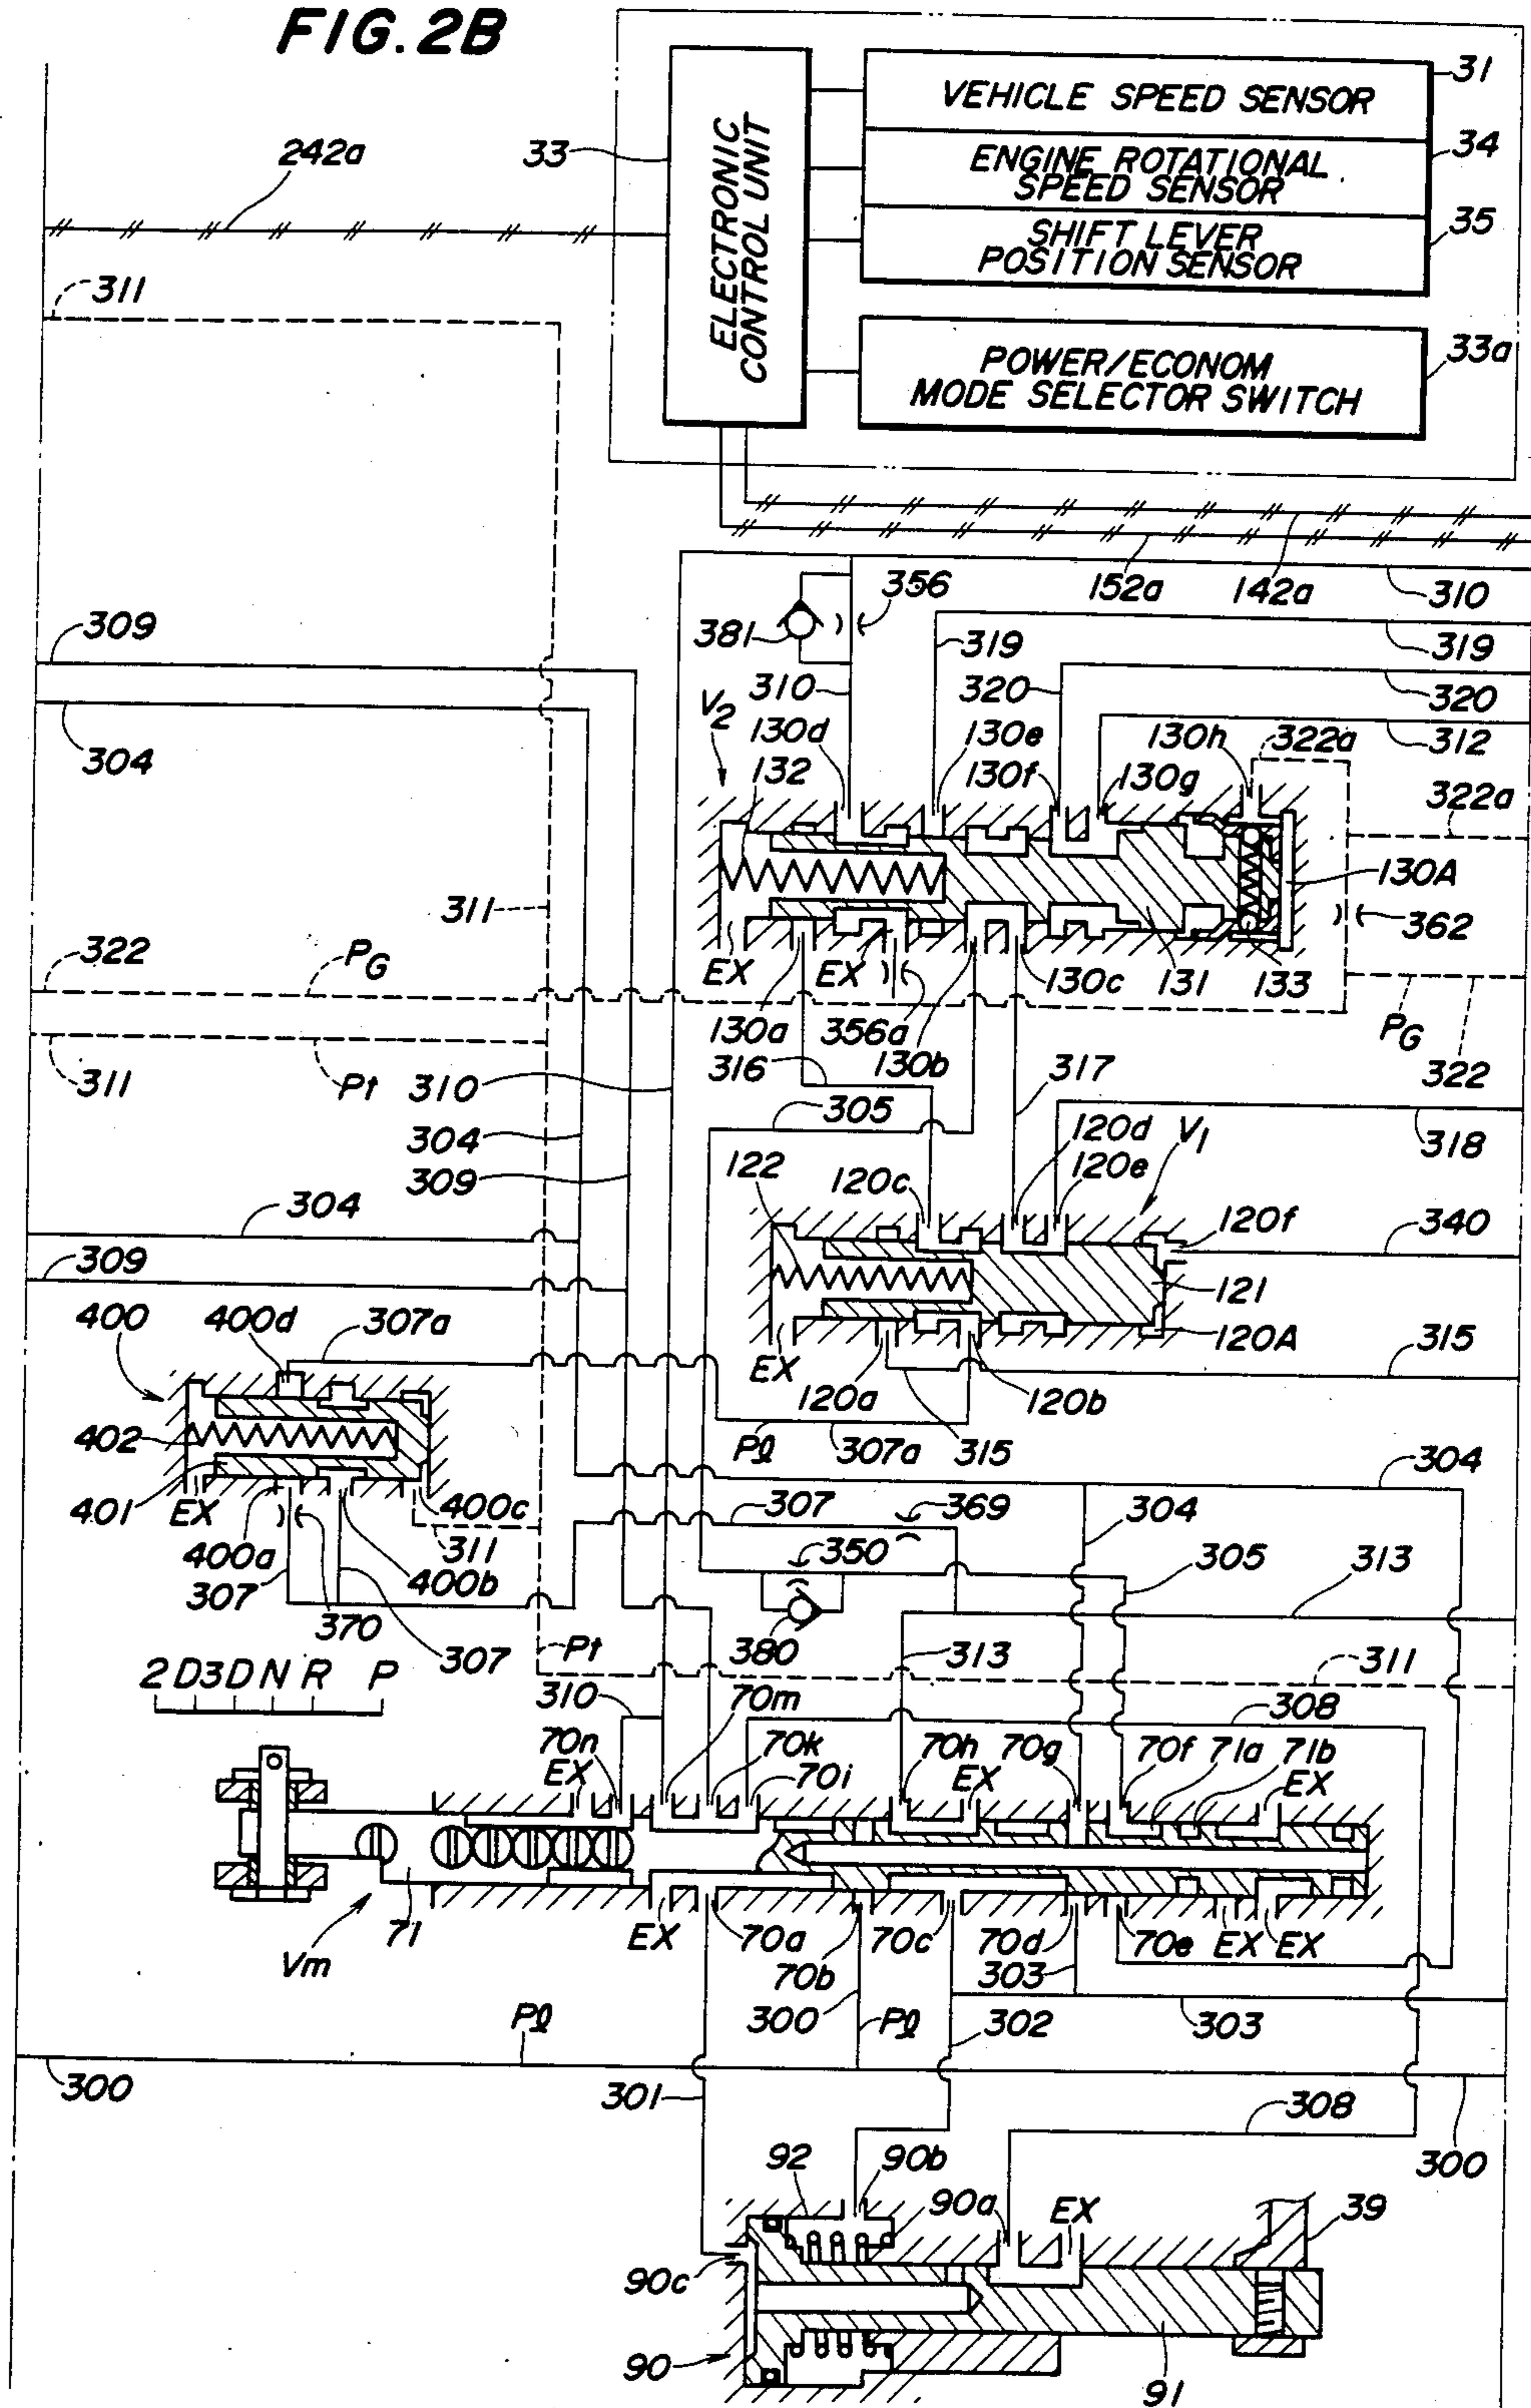 FIG. 2B
31
VEHICLE SPEED SENSOR
34
ENGINE ROTATIONAL
SPEED SENSOR
35
SHIFT LEVER
POSITION SENSOR
33
ELECTRONIC
CONTROL UNIT
242a
311
33a
POWER/ECONOM
MODE SELECTOR SWITCH
152a
142a
310
356
381
309
319
319
310
320
320
V2
130d
130e
130h
322a
312
304
132
130f
130g
322a
130A
311
362
322
PG
EX
EX
130c
131
133
130a
356a
130b
PG
322
311
Pt
310
316
317
305
304
120d
V1
318
309
122
120e
304
120c
120f
340
309
121
400
400d
307a
120A
315
EX
120a
120b
402
Pl
307a
315
304
401
EX
400c
307
369
304
400a
311
350
305
313
307
400b
370
307
380
Pt
313
311
2 D3 D N R P
310
70m
308
70n
70k
70h
70g
70f
71a
71b
EX
70i
EX
EX
71
EX
70a
70c
70d
70e
EX
EX
Vm
70b
303
Pl
300
Pl
302
303
300
301
308
92
90b
300
90a
EX
39
90c
90
91